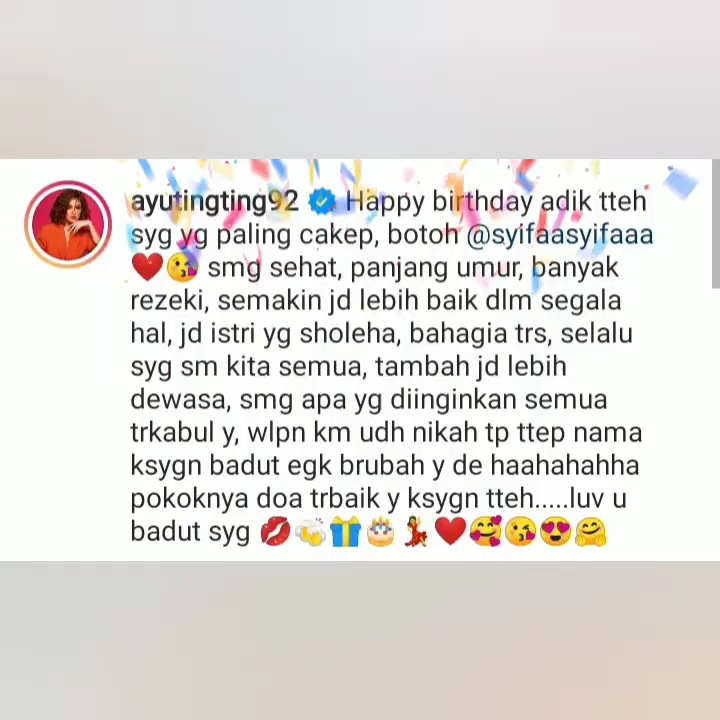 ayutingting92 Happy birthday adik tteh
syg yg paling cakep, botoh @syifaasyifaaa
❤️😘 smg sehat, panjang umur, banyak
rezeki, semakin jd lebih baik dlm segala
hal, jd istri yg sholeha, bahagia trs, selalu
syg sm kita semua, tambah jd lebih
dewasa, smg apa yg diinginkan semua
trkabul y, wlpn km udh nikah tp ttep nama
ksygn badut egk brubah y de haahahahha
pokoknya doa trbaik y ksygn tteh.....luv u
badut syg 💋🍻🎁🎂💃❤️🥰😘😍🤗